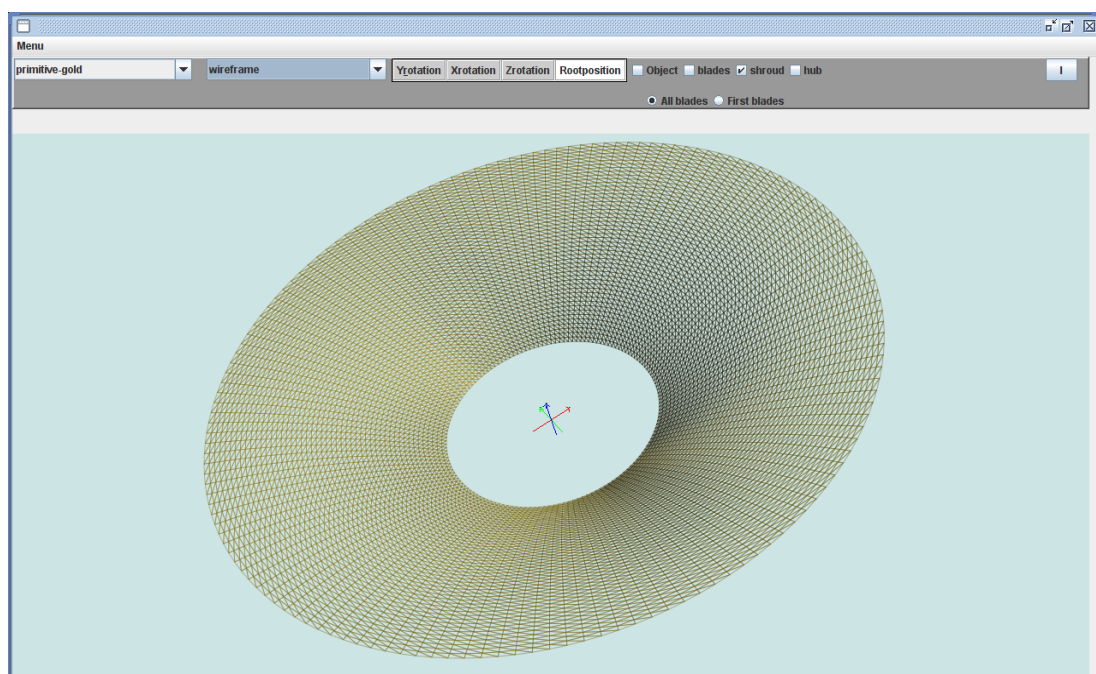 Menu
primitive-gold wireframe Yrotation Xrotation Zrotation Rootposition Object blades shroud hub I
All blades First blades